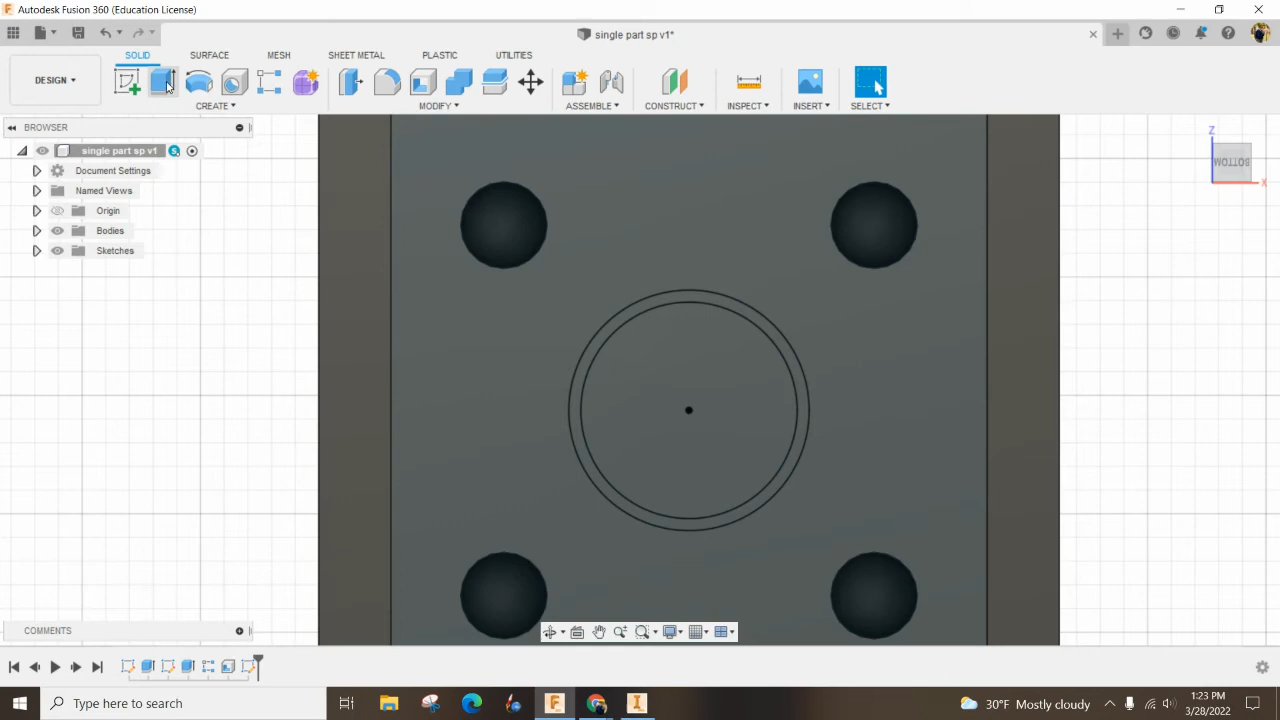 Autodesk Fusion 360 (Education License)
single part sp v1*
DESIGN
SOLID SURFACE MESH SHEET METAL PLASTIC UTILITIES
CREATE MODIFY ASSEMBLE CONSTRUCT INSPECT INSERT SELECT
BROWSER
single part sp v1
Document Settings
Named Views
Origin
Bodies
Sketches
Z
BOTTOM
X
COMMENTS
Type here to search
30°F Mostly cloudy
1:23 PM
3/28/2022